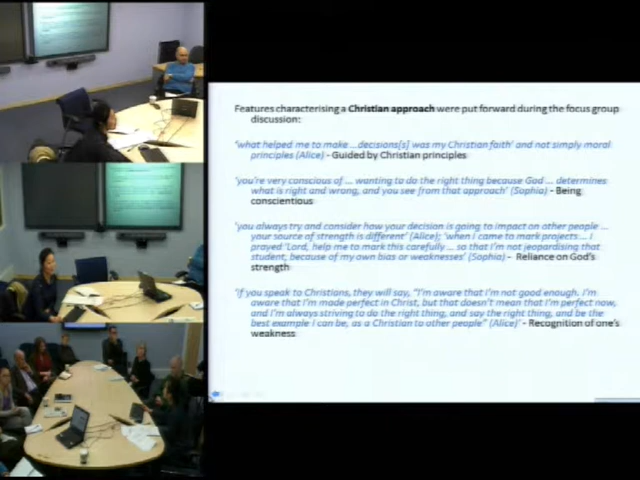 Features characterising a Christian approach were put forward during the focus group
discussion:
'what helped me to make ...decisions[s] was my Christian faith' and not simply moral
principles (Alice) - Guided by Christian principles
'you're very conscious of ... wanting to do the right thing because God ... determines
what is right and wrong, and you see from that approach' (Sophia) - Being
conscientious
'you always try and consider how your decision is going to impact on other people ...
your source of strength is different' (Alice); 'when I came to mark projects ... I
prayed 'Lord, help me to mark this carefully ... so that I'm not jeopardising that
student, because of my own bias or weaknesses' (Sophia) - Reliance on God's
strength
"if you speak to Christians, they will say, "I'm aware that I'm not good enough. I'm
aware that I'm made perfect in Christ, but that doesn't mean that I'm perfect now,
and I'm always striving to do the right thing, and say the right thing, and be the
best example I can be, as a Christian to other people" (Alice)' - Recognition of one's
weakness